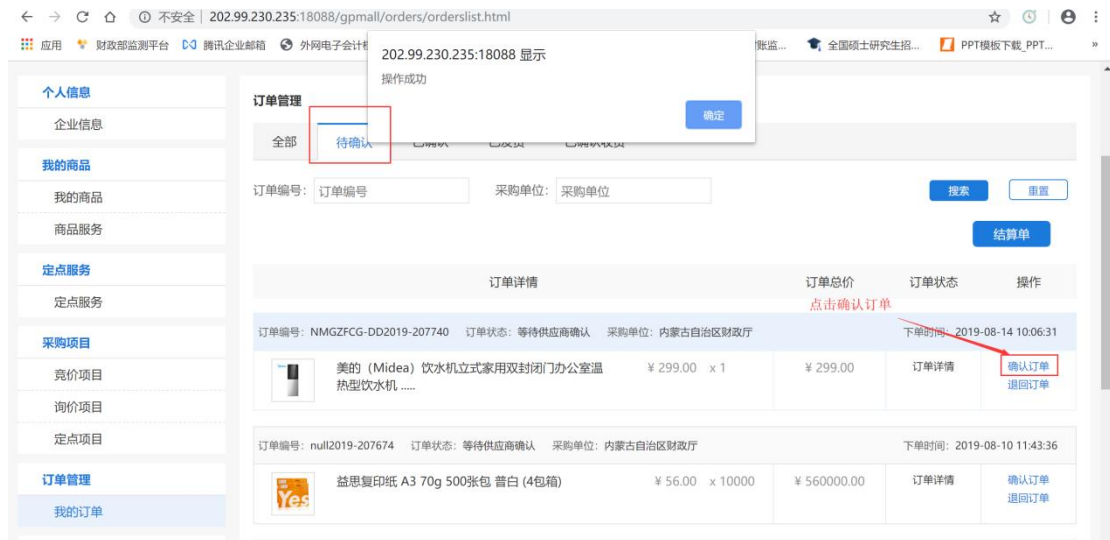 不安全 | 202.99.230.235:18088/gpmall/orders/orderslist.html
应用 财政部监测平台 腾讯企业邮箱 外网电子会计 账监... 全国硕士研究生招... PPT模板下载_PPT... »
202.99.230.235:18088 显示
操作成功
确定
个人信息
企业信息
我的商品
我的商品
商品服务
定点服务
定点服务
采购项目
竞价项目
询价项目
定点项目
订单管理
我的订单
订单管理
全部 待确认 已确认 已发货 已确认收货
订单编号: 订单编号 采购单位: 采购单位 搜索 重置
结算单
订单详情 订单总价 订单状态 操作
点击确认订单
订单编号: NMGZFCG-DD2019-207740 订单状态: 等待供应商确认 采购单位: 内蒙古自治区财政厅 下单时间: 2019-08-14 10:06:31
美的（Midea）饮水机立式家用双封闭门办公室温 ¥ 299.00 x 1 ¥ 299.00 订单详情 确认订单
热型饮水机 ..... 退回订单
订单编号: null2019-207674 订单状态: 等待供应商确认 采购单位: 内蒙古自治区财政厅 下单时间: 2019-08-10 11:43:36
Yes
益思复印纸 A3 70g 500张包 普白 (4包箱) ¥ 56.00 x 10000 ¥ 560000.00 订单详情 确认订单
退回订单